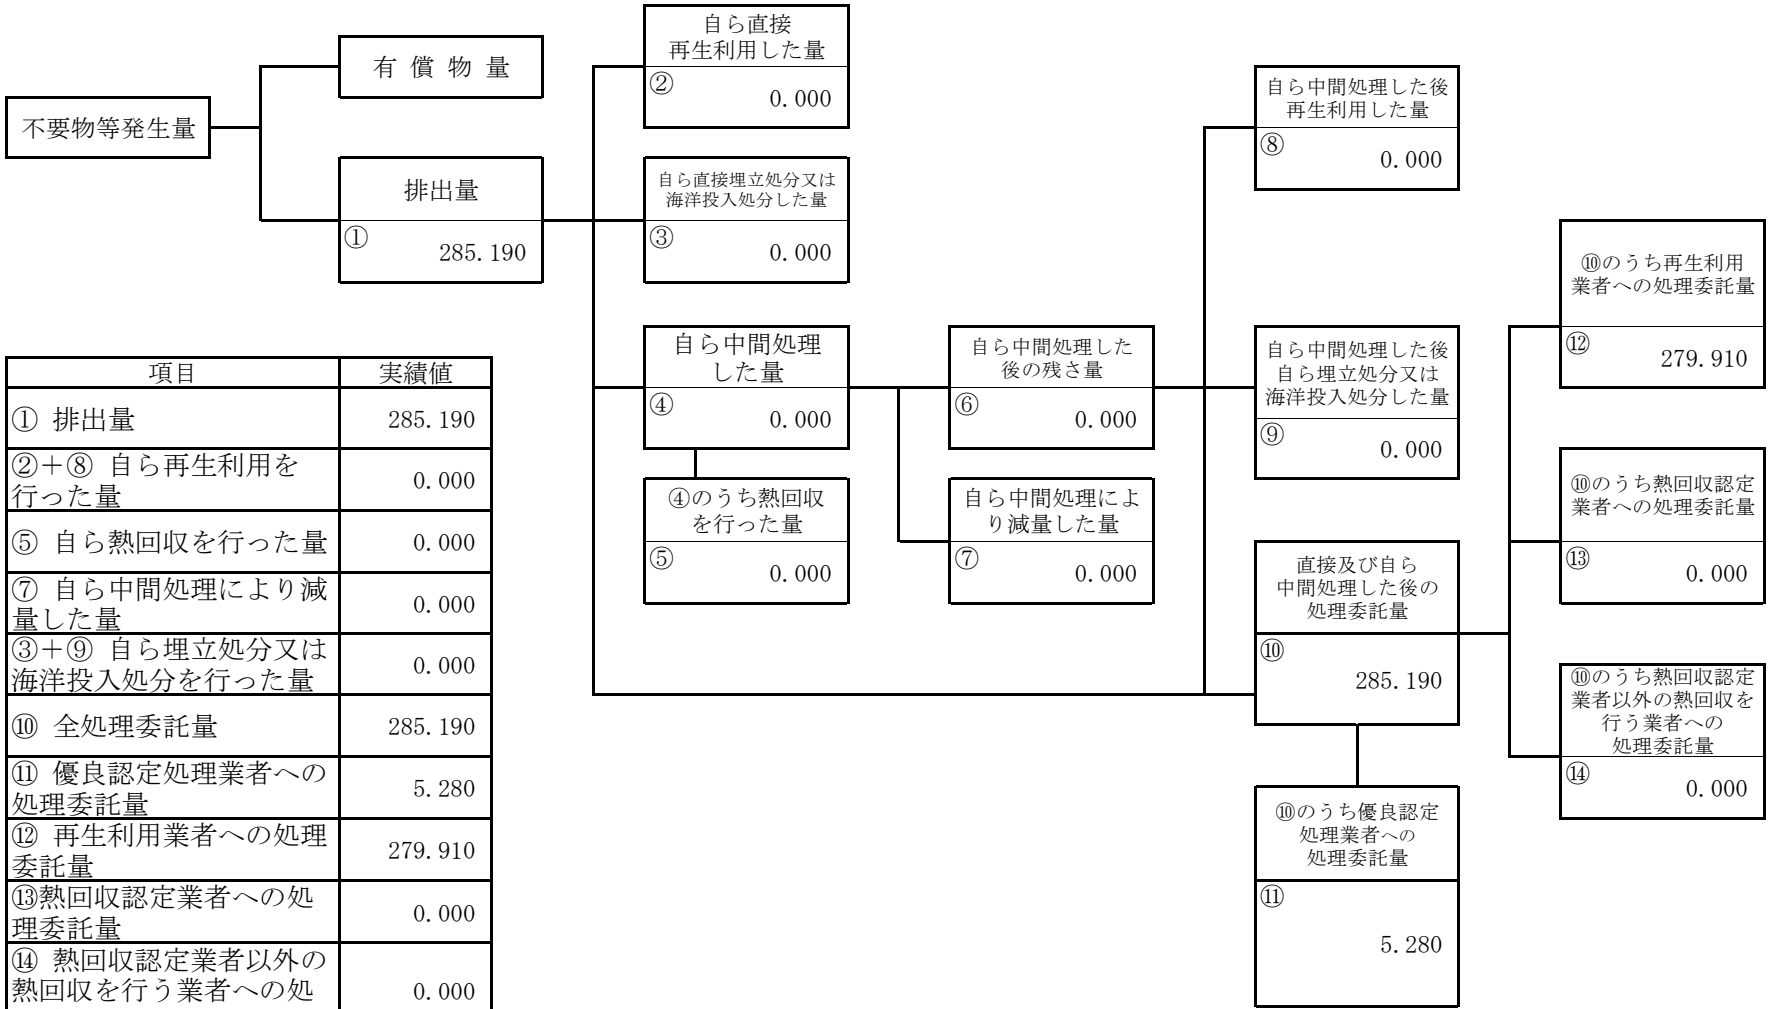 不要物等発生量
有 償 物 量
排出量
①
285.190
自ら直接
再生利用した量
②
0.000
自ら直接埋立処分又は
海洋投入処分した量
③
0.000
自ら中間処理
した量
④
0.000
④のうち熱回収
を行った量
⑤
0.000
自ら中間処理した
後の残さ量
⑥
0.000
自ら中間処理によ
り減量した量
⑦
0.000
自ら中間処理した後
再生利用した量
⑧
0.000
自ら中間処理した後
自ら埋立処分又は
海洋投入処分した量
⑨
0.000
直接及び自ら
中間処理した後の
処理委託量
⑩
285.190
⑩のうち優良認定
処理業者への
処理委託量
⑪
5.280
⑩のうち再生利用
業者への処理委託量
⑫
279.910
⑩のうち熱回収認定
業者への処理委託量
⑬
0.000
⑩のうち熱回収認定
業者以外の熱回収を
行う業者への
処理委託量
⑭
0.000
項目 実績値
① 排出量 285.190
②＋⑧ 自ら再生利用を
行った量 0.000
⑤ 自ら熱回収を行った量 0.000
⑦ 自ら中間処理により減
量した量 0.000
③＋⑨ 自ら埋立処分又は
海洋投入処分を行った量 0.000
⑩ 全処理委託量 285.190
⑪ 優良認定処理業者への
処理委託量 5.280
⑫ 再生利用業者への処理
委託量 279.910
⑬熱回収認定業者への処
理委託量 0.000
⑭ 熱回収認定業者以外の
熱回収を行う業者への処 0.000